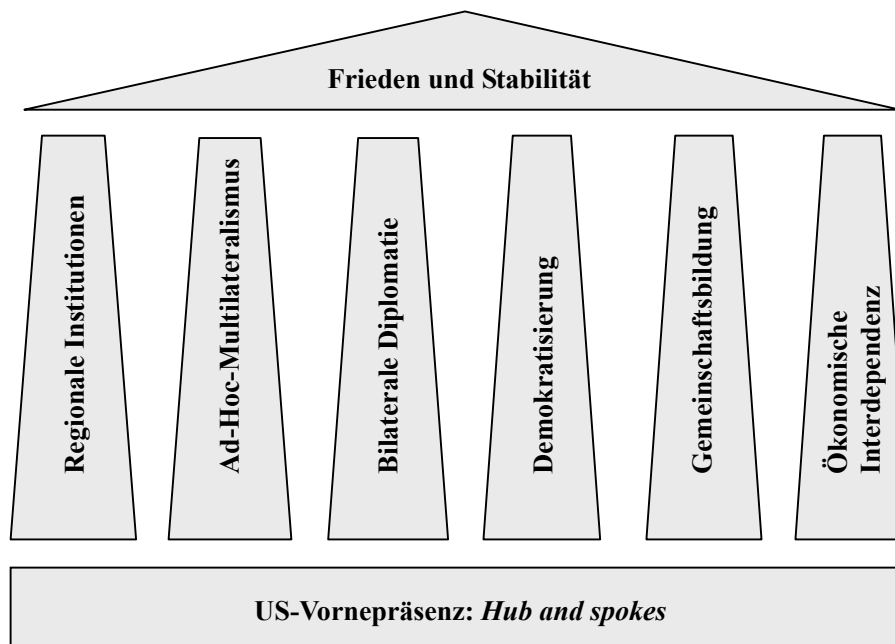 Frieden und Stabilität
Regionale Institutionen
Ad-Hoc-Multilateralismus
Bilaterale Diplomatie
Demokratisierung
Gemeinschaftsbildung
Ökonomische
Interdependenz
US-Vornepräsenz: Hub and spokes